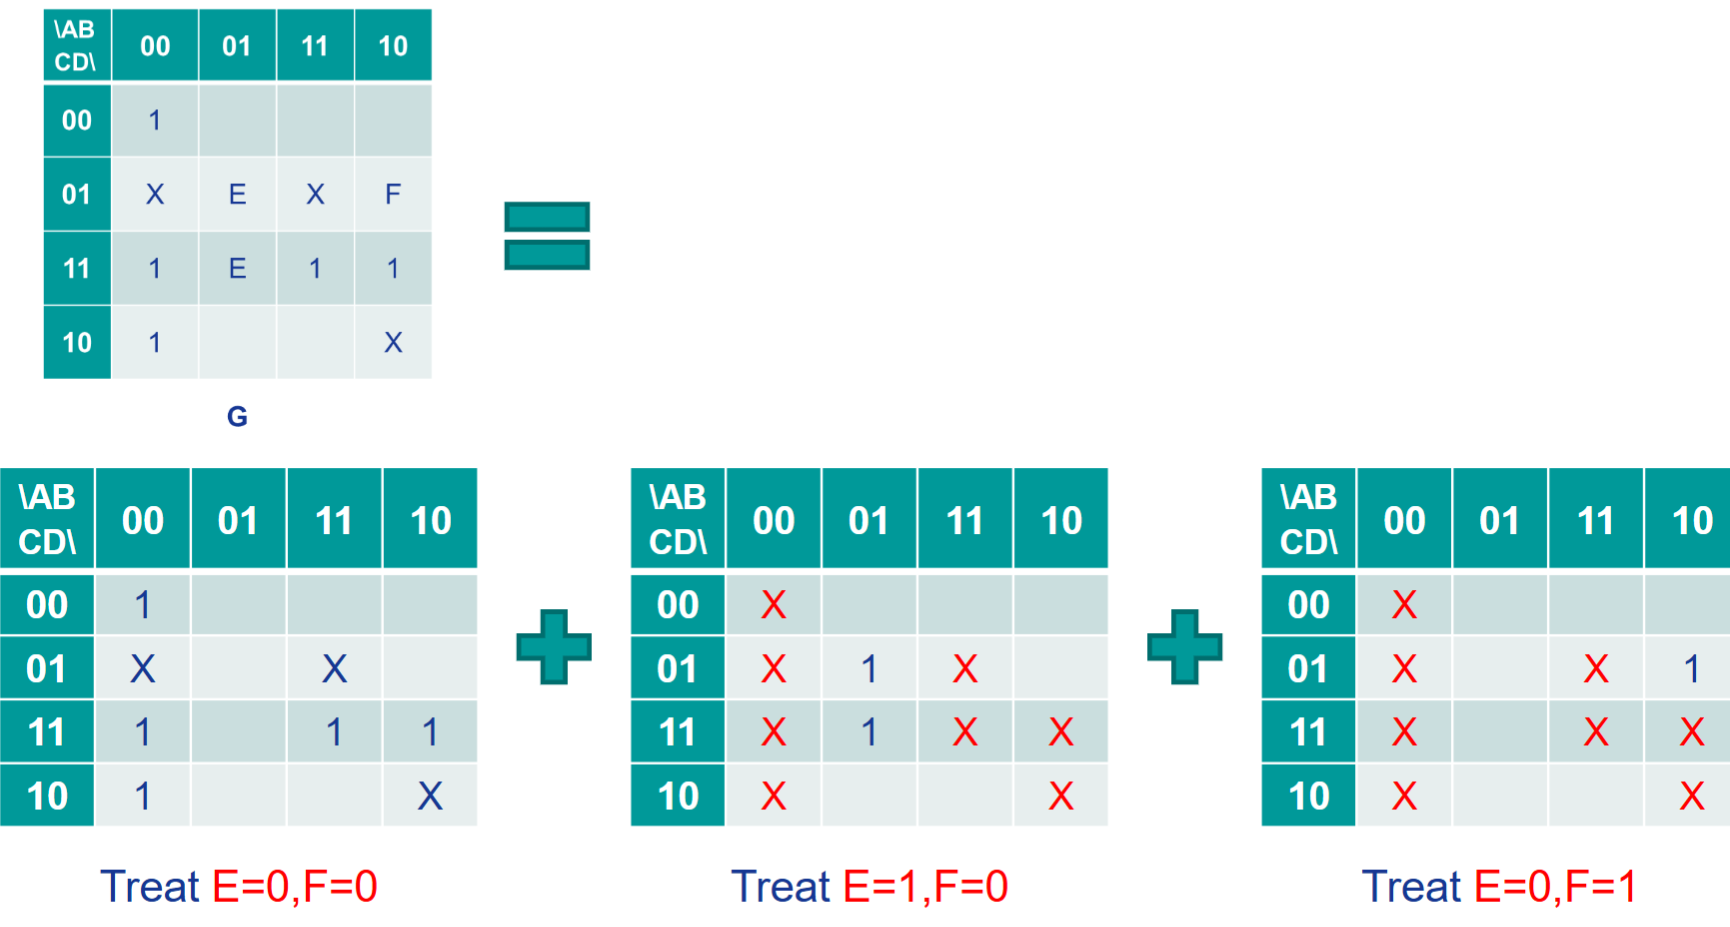 \AB
CD\ 00 01 11 10
00 1
01 X E X F
11 1 E 1 1
10 1 X
G
\AB
CD\ 00 01 11 10
00 1
01 X X
11 1 1 1
10 1 X
Treat E=0,F=0
\AB
CD\ 00 01 11 10
00 X
01 X 1 X
11 X 1 X X
10 X X
Treat E=1,F=0
\AB
CD\ 00 01 11 10
00 X
01 X X 1
11 X X X
10 X X
Treat E=0,F=1